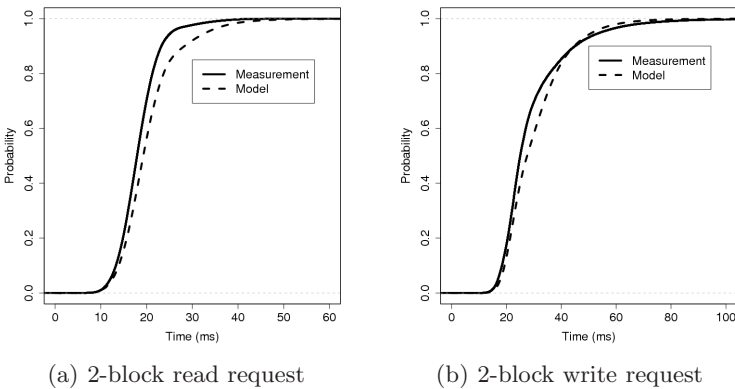 Probability
0.0 0.2 0.4 0.6 0.8 1.0
Measurement
Model
0 10 20 30 40 50 60
Time (ms)
(a) 2-block read request
Probability
0.0 0.2 0.4 0.6 0.8 1.0
Measurement
Model
0 20 40 60 80 100
Time (ms)
(b) 2-block write request